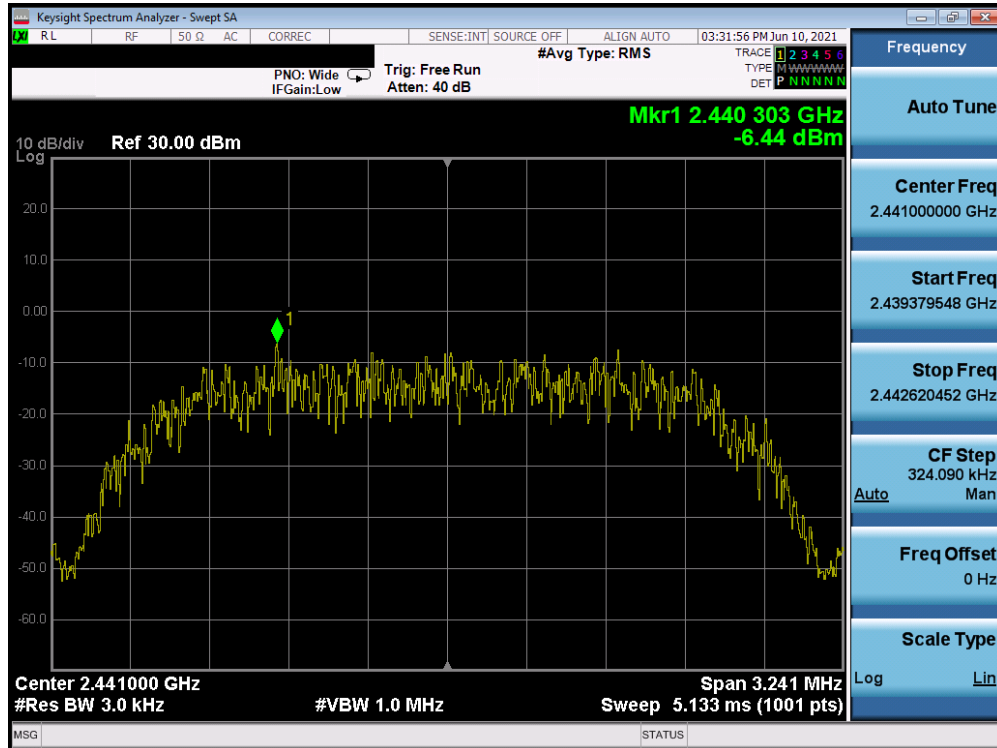 Keysight Spectrum Analyzer - Swept SA
LXI RL RF 50 Ω AC CORREC SENSE:INT SOURCE OFF ALIGN AUTO 03:31:56 PM Jun 10, 2021
#Avg Type: RMS TRACE 1 2 3 4 5 6
PNO: Wide Trig: Free Run TYPE M WWWWW
IFGain:Low Atten: 40 dB DET P N N N N N
Mkr1 2.440 303 GHz
-6.44 dBm
10 dB/div Ref 30.00 dBm
Log
20.0
10.0
0.00
1
-10.0
-20.0
-30.0
-40.0
-50.0
-60.0
Center 2.441000 GHz Span 3.241 MHz
#Res BW 3.0 kHz #VBW 1.0 MHz Sweep 5.133 ms (1001 pts)
MSG STATUS
Frequency
Auto Tune
Center Freq
2.441000000 GHz
Start Freq
2.439379548 GHz
Stop Freq
2.442620452 GHz
CF Step
324.090 kHz
Auto Man
Freq Offset
0 Hz
Scale Type
Log Lin